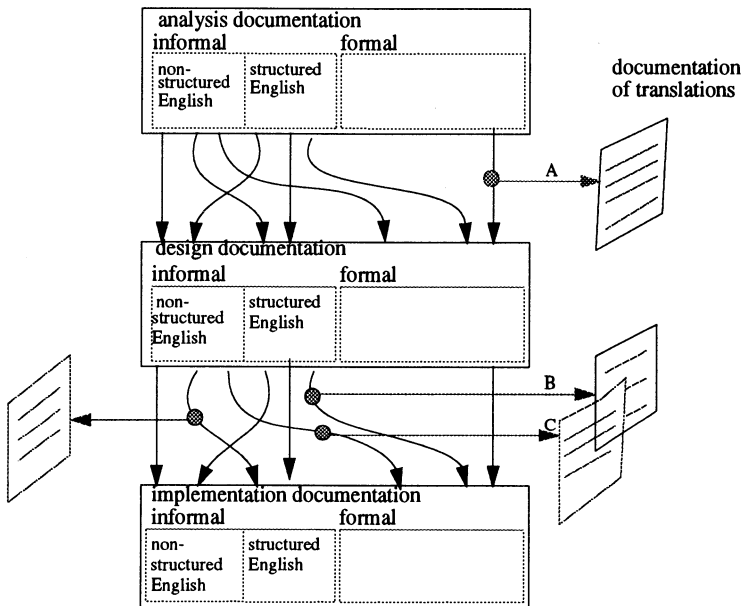 analysis documentation
informal
formal
non-
structured
English
structured
English
documentation
of translations
A
design documentation
informal
formal
non-
structured
English
structured
English
B
C
implementation documentation
informal
formal
non-
structured
English
structured
English